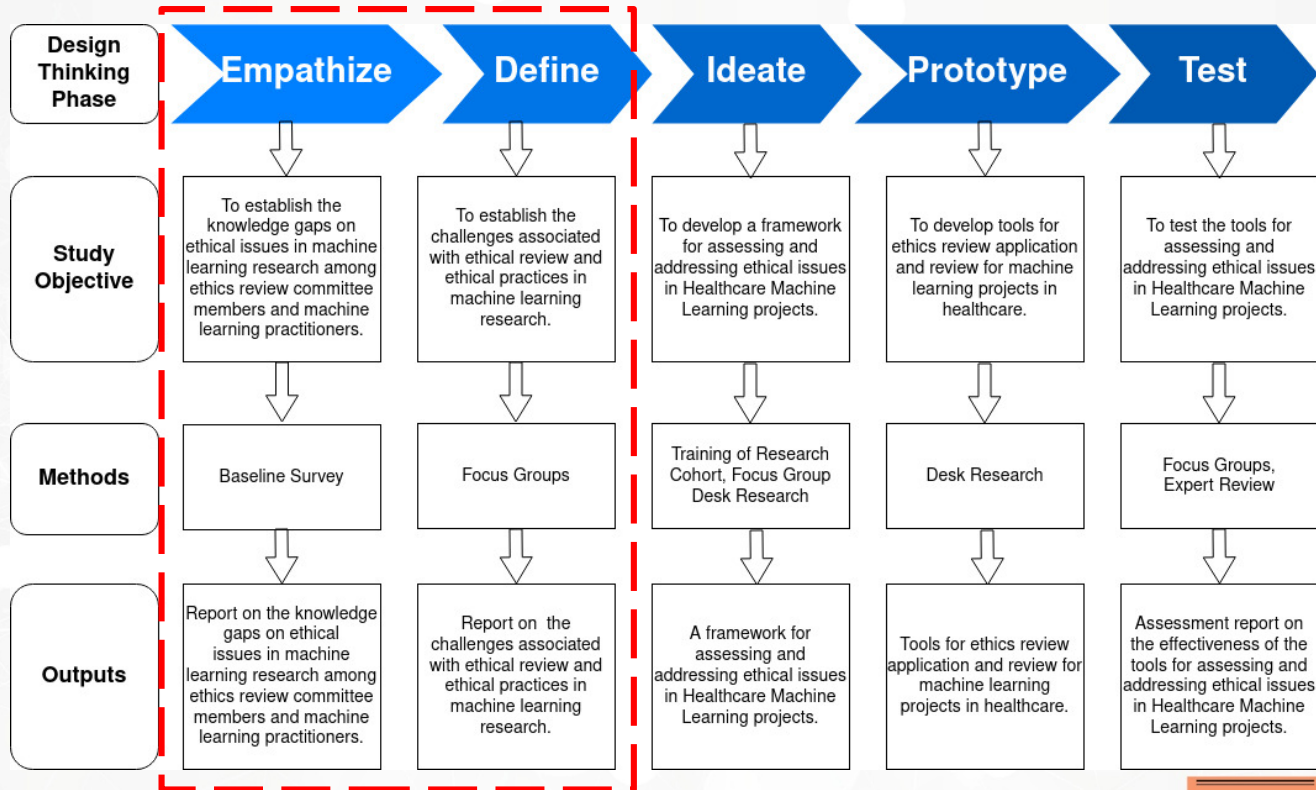 Design
Thinking
Phase
Empathize
Define
Ideate
Prototype
Test
Study
Objective
To establish the
knowledge gaps on
ethical issues in machine
learning research among
ethics review committee
members and machine
learning practitioners.
To establish the
challenges associated
with ethical review and
ethical practices in
machine learning
research.
To develop a framework
for assessing and
addressing ethical issues
in Healthcare Machine
Learning projects.
To develop tools for
ethics review application
and review for machine
learning projects in
healthcare.
To test the tools for
assessing and
addressing ethical issues
in Healthcare Machine
Learning projects.
Methods
Baseline Survey
Focus Groups
Training of Research
Cohort, Focus Group
Desk Research
Desk Research
Focus Groups,
Expert Review
Outputs
Report on the knowledge
gaps on ethical
issues in machine
learning research among
ethics review committee
members and machine
learning practitioners.
Report on the
challenges associated
with ethical review and
ethical practices in
machine learning
research.
A framework for
assessing and
addressing ethical issues
in Healthcare Machine
Learning projects.
Tools for ethics review
application and review for
machine learning
projects in healthcare.
Assessment report on
the effectiveness of the
tools for assessing and
addressing ethical issues
in Healthcare Machine
Learning projects.